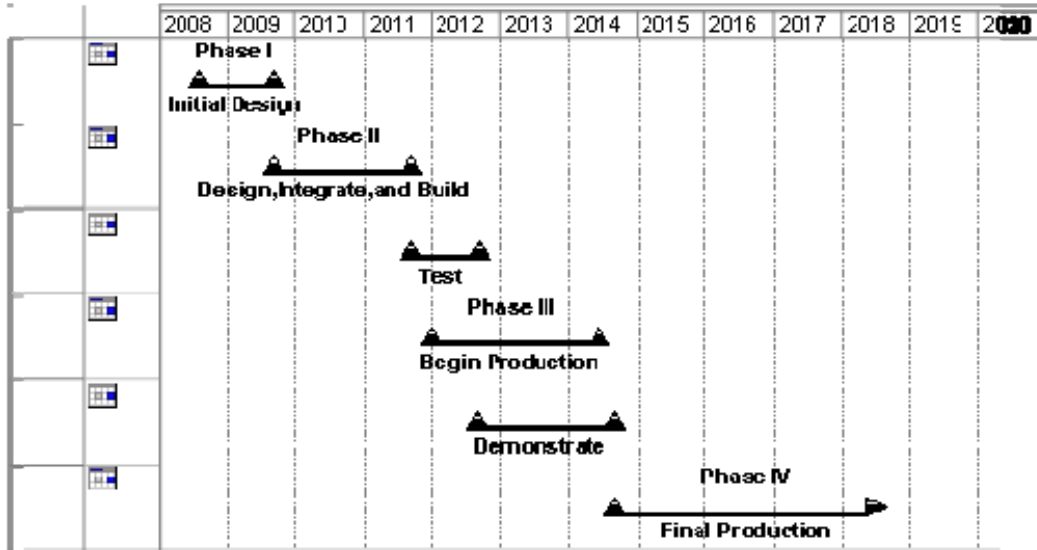 2008 2009 2010 2011 2012 2013 2014 2015 2016 2017 2018 2019
Phase I
Initial Design
Phase II
Design,Integrate,and Build
Test
Phase III
Begin Production
Demonstrate
Phase IV
Final Production